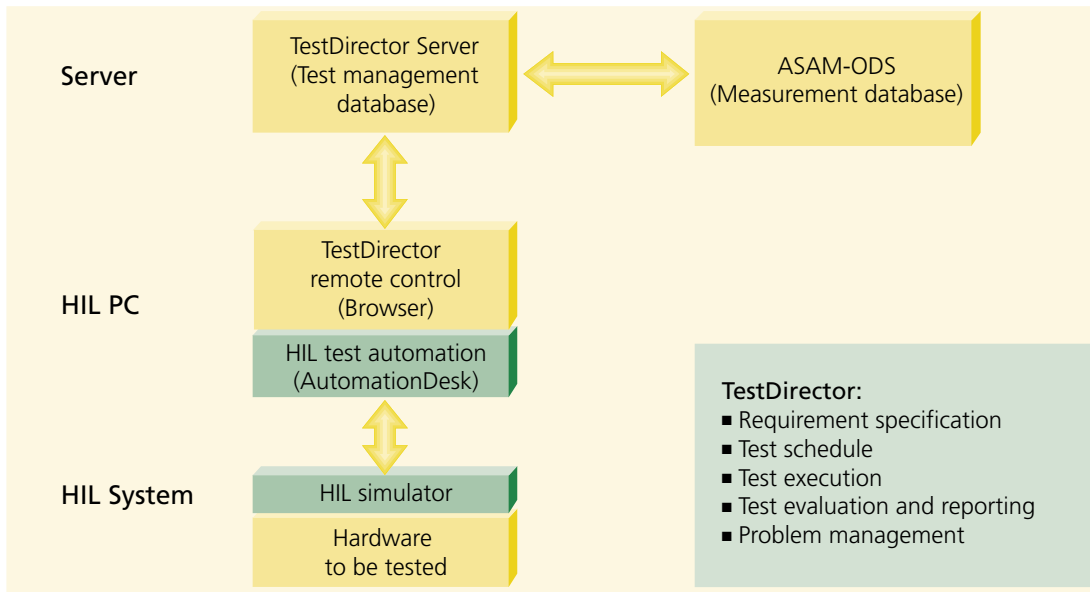 Server
TestDirector Server
(Test management
database)
ASAM-ODS
(Measurement database)
HIL PC
TestDirector
remote control
(Browser)
HIL test automation
(AutomationDesk)
HIL System
HIL simulator
Hardware
to be tested
TestDirector:
▪ Requirement specification
▪ Test schedule
▪ Test execution
▪ Test evaluation and reporting
▪ Problem management